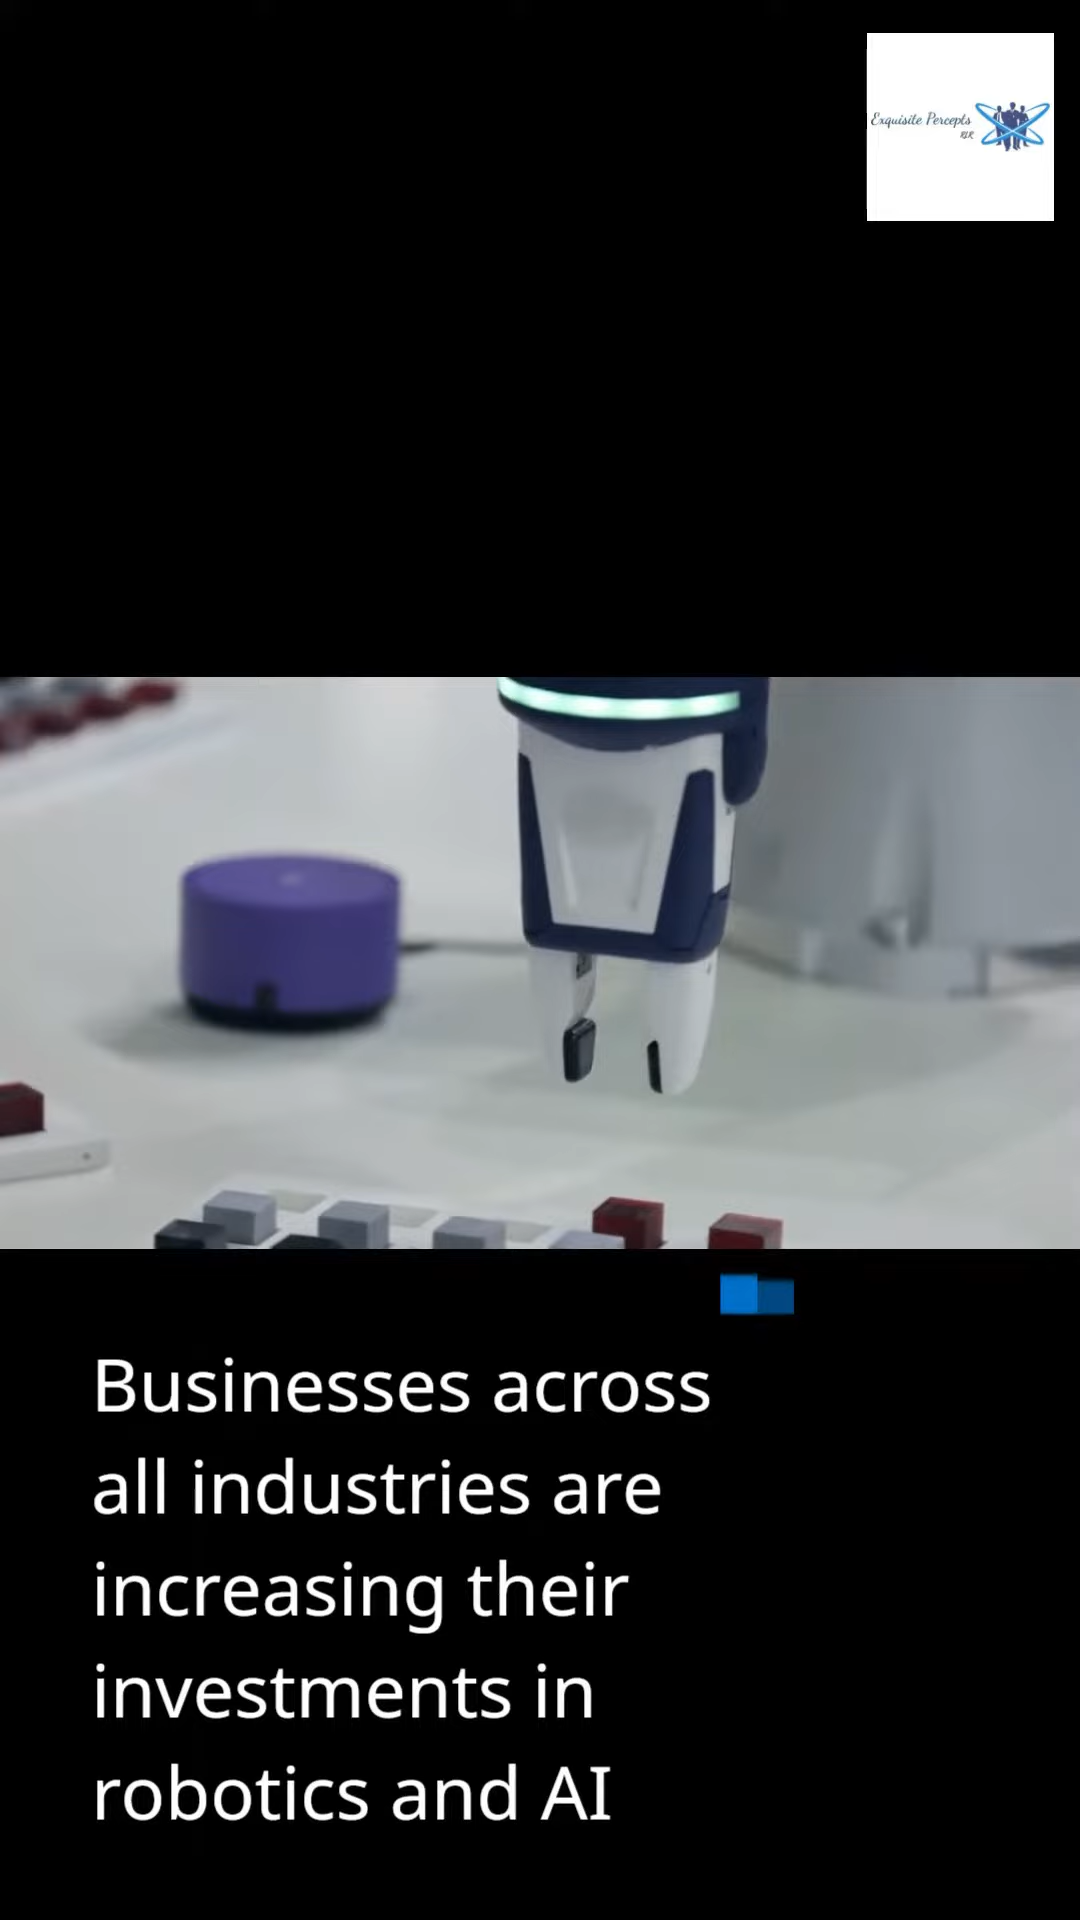 Exquisite Percepts
Businesses across
all industries are
increasing their
investments in
robotics and AI